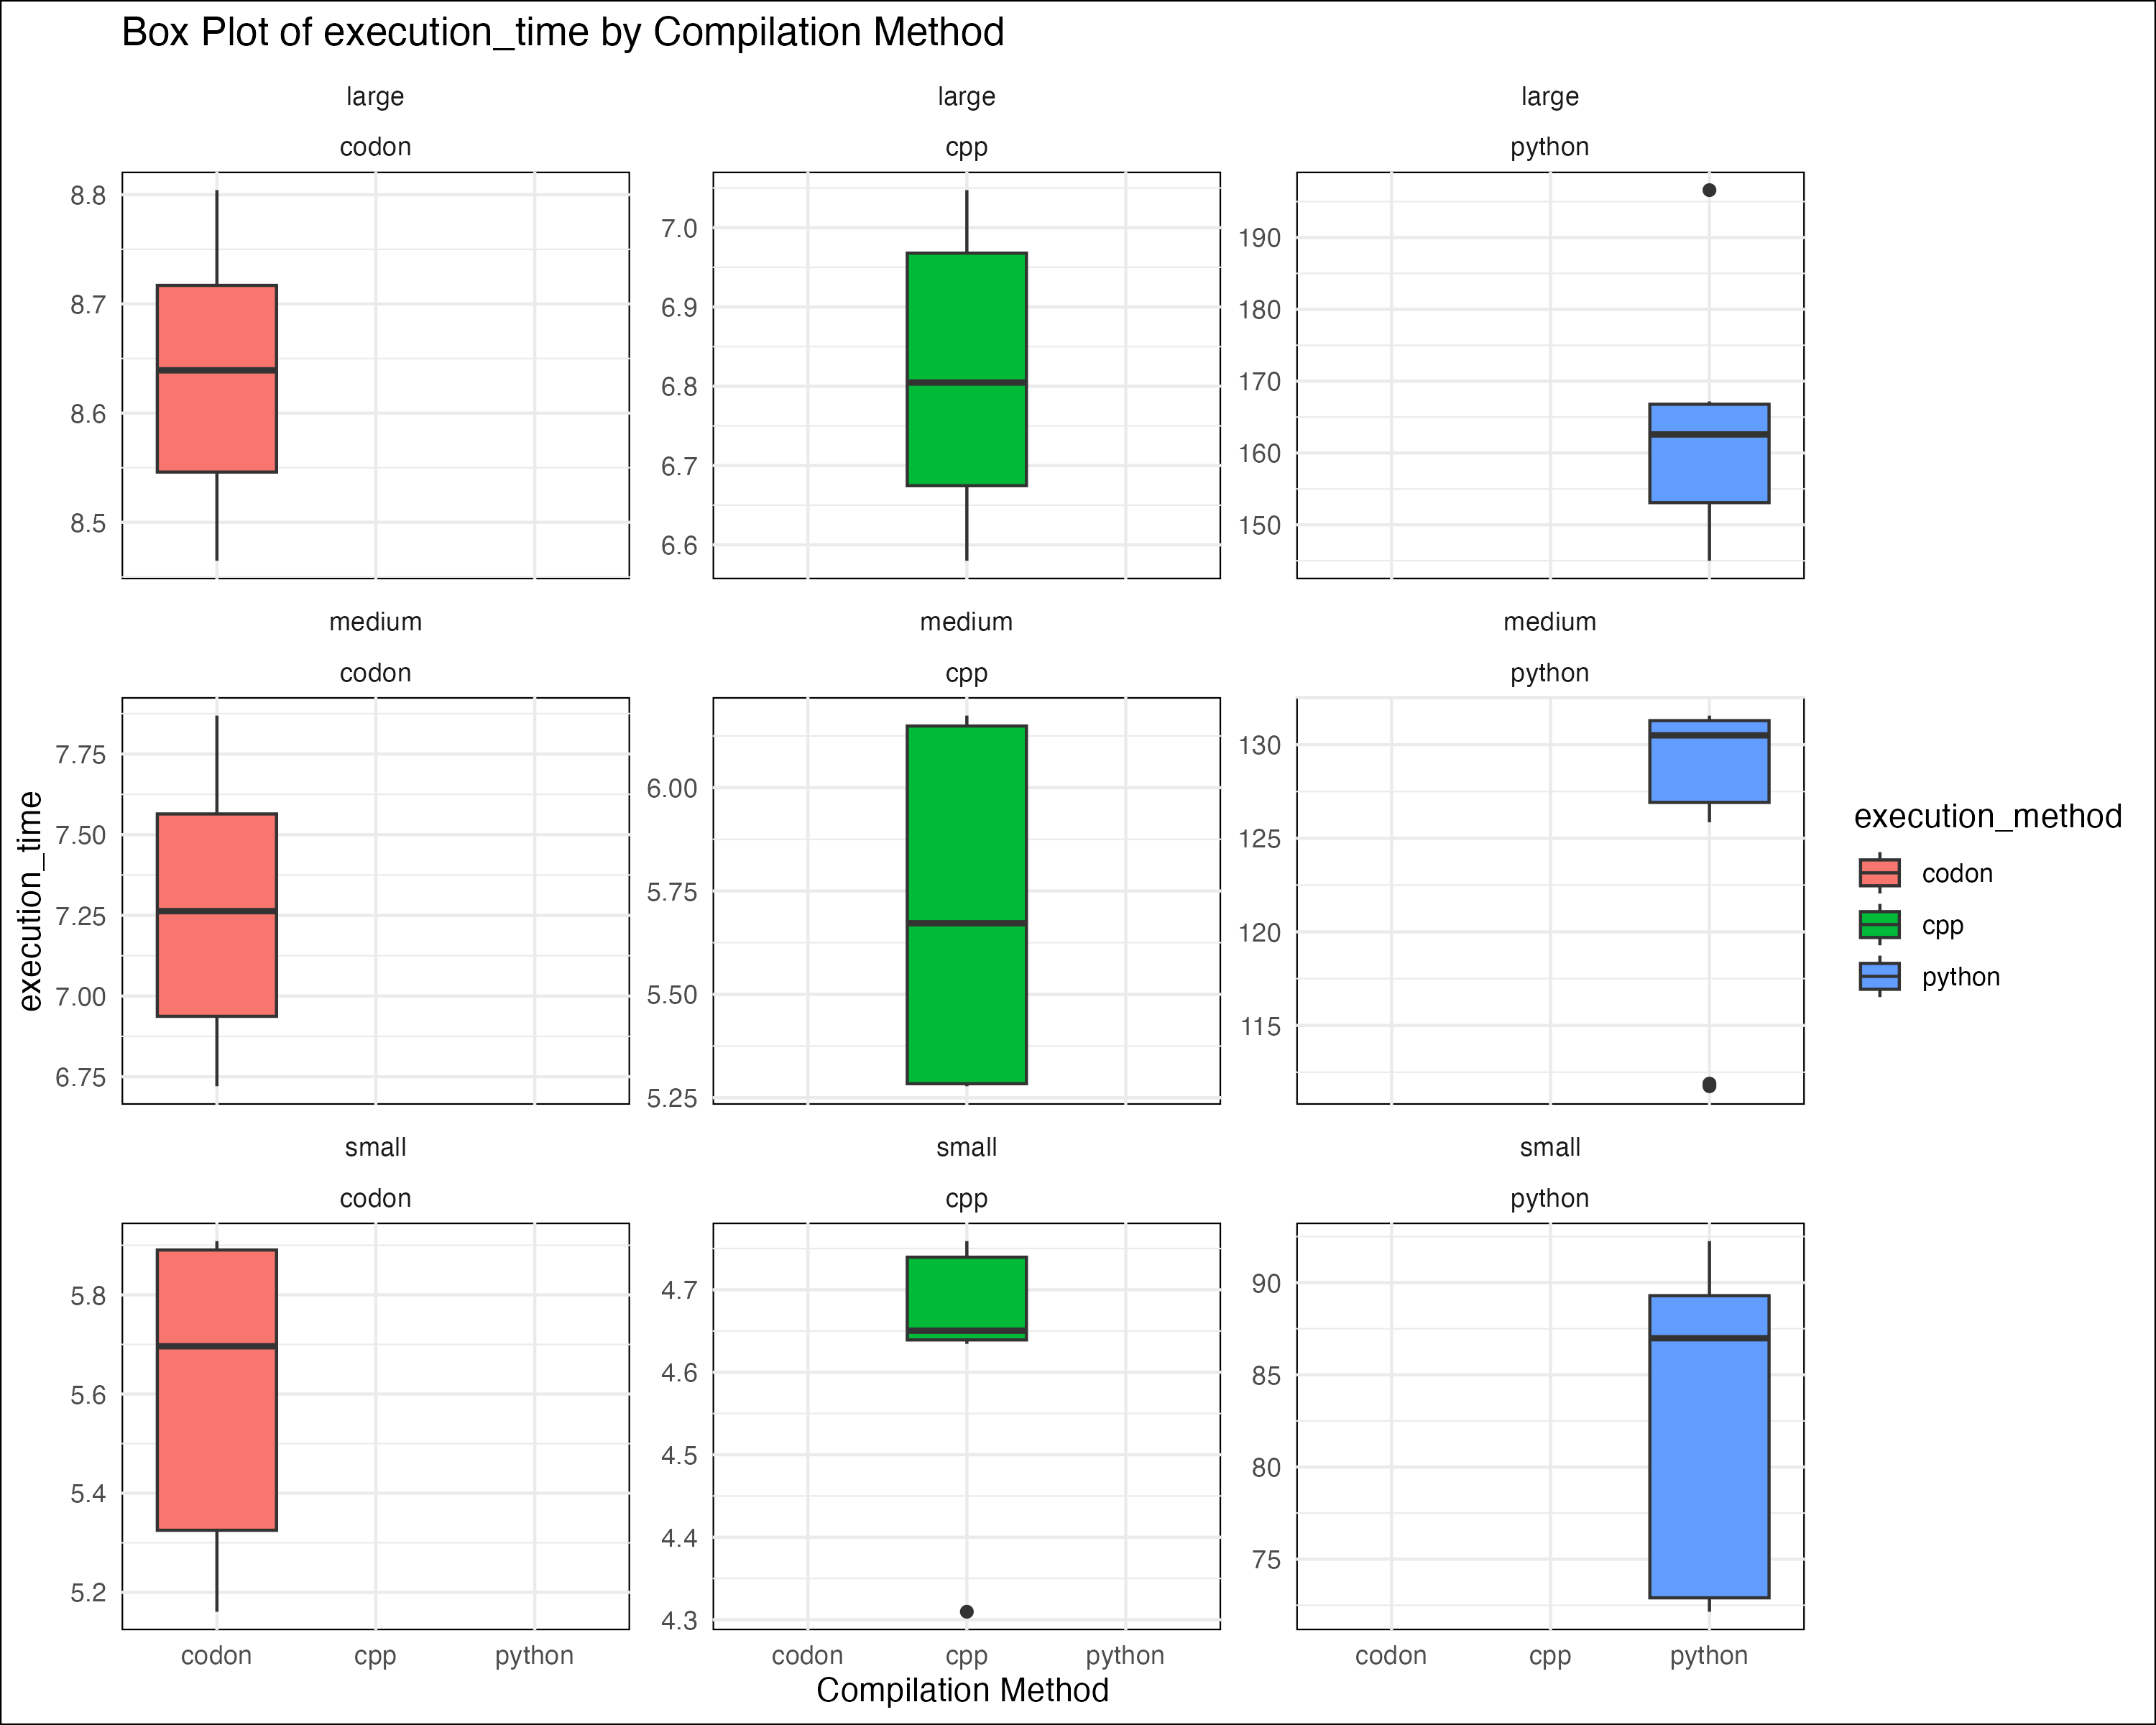 Box Plot of execution_time by Compilation Method
large
large
large
codon
cpp
python
8.8
8.7
8.6
8.5
7.0
6.9
6.8
6.7
6.6
190
180
170
160
150
medium
medium
medium
codon
cpp
python
7.75
7.50
7.25
7.00
6.75
6.00
5.75
5.50
5.25
130
125
120
115
execution_time
small
small
small
codon
cpp
python
5.8
5.6
5.4
5.2
4.7
4.6
4.5
4.4
4.3
90
85
80
75
codon cpp python
codon cpp python
codon cpp python
Compilation Method
execution_method
codon
cpp
python